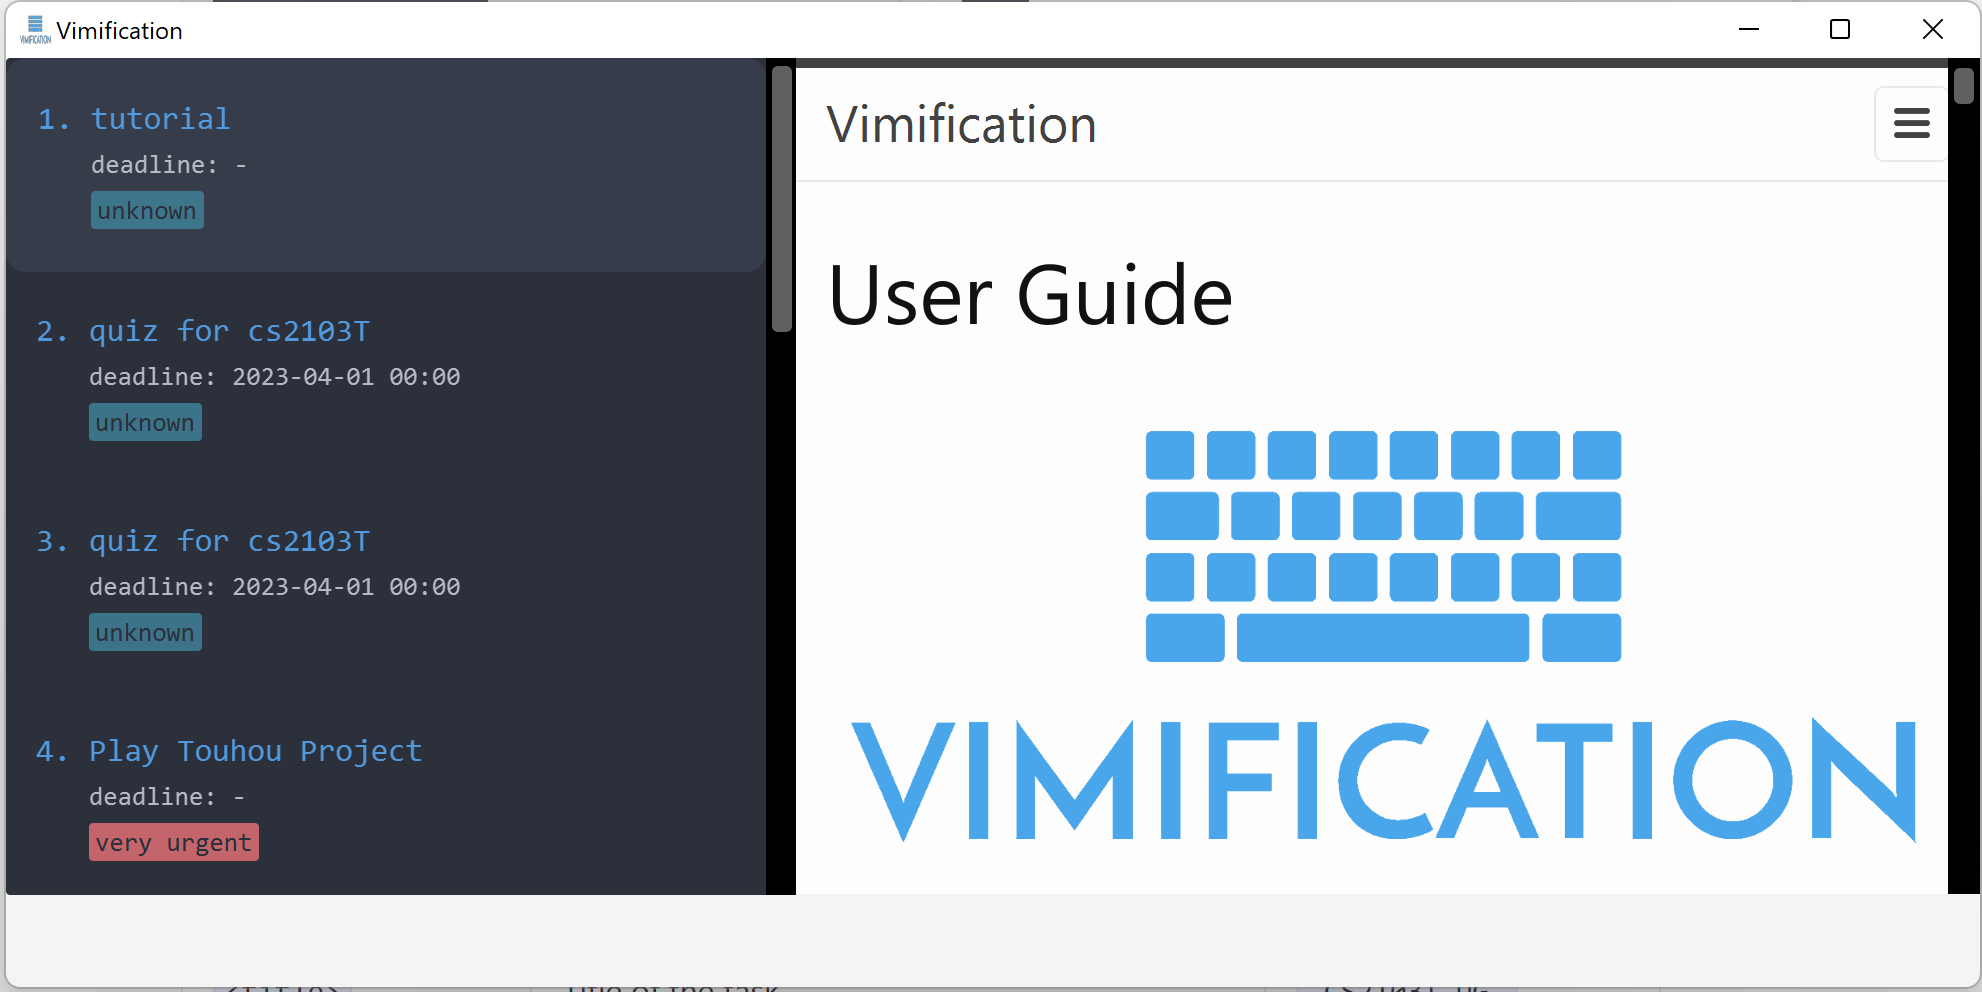 VIMIFICATION
Vimification
1. tutorial
deadline: -
unknown
2. quiz for cs2103T
deadline: 2023-04-01 00:00
unknown
3. quiz for cs2103T
deadline: 2023-04-01 00:00
unknown
4. Play Touhou Project
deadline: -
very urgent
Vimification
User Guide
VIMIFICATION